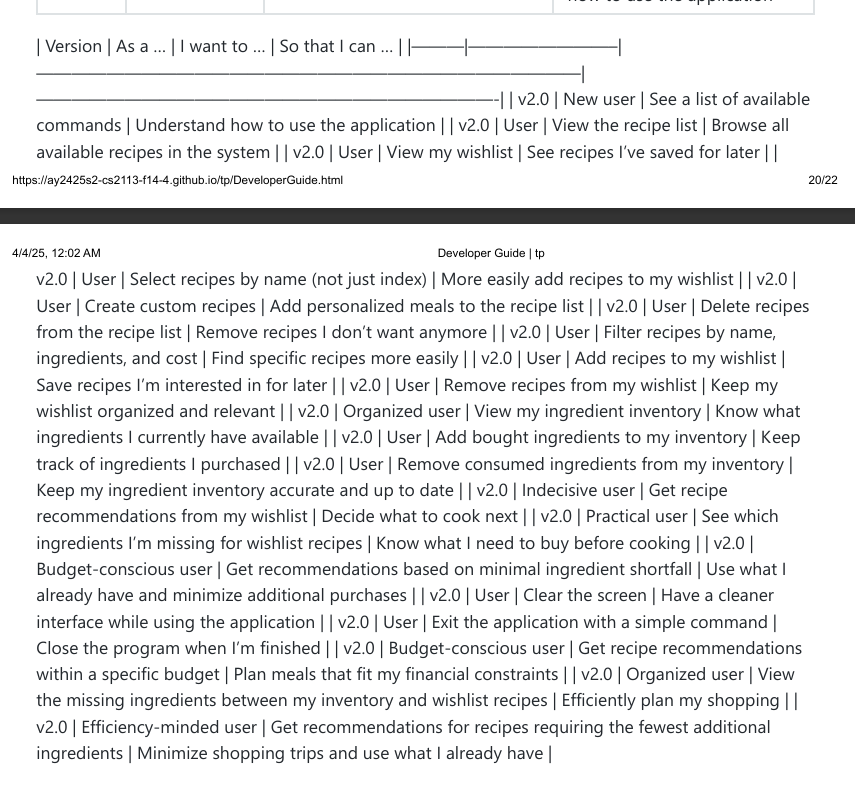 | Version | As a … | I want to … | So that I can … | |———|————————–|
——————————————————————————————–|
——————————————————————————-| | v2.0 | New user | See a list of available
commands | Understand how to use the application | | v2.0 | User | View the recipe list | Browse all
available recipes in the system | | v2.0 | User | View my wishlist | See recipes I’ve saved for later | |
https://ay2425s2-cs2113-f14-4.github.io/tp/DeveloperGuide.html 20/22
4/4/25, 12:02 AM Developer Guide | tp
v2.0 | User | Select recipes by name (not just index) | More easily add recipes to my wishlist | | v2.0 |
User | Create custom recipes | Add personalized meals to the recipe list | | v2.0 | User | Delete recipes
from the recipe list | Remove recipes I don’t want anymore | | v2.0 | User | Filter recipes by name,
ingredients, and cost | Find specific recipes more easily | | v2.0 | User | Add recipes to my wishlist |
Save recipes I’m interested in for later | | v2.0 | User | Remove recipes from my wishlist | Keep my
wishlist organized and relevant | | v2.0 | Organized user | View my ingredient inventory | Know what
ingredients I currently have available | | v2.0 | User | Add bought ingredients to my inventory | Keep
track of ingredients I purchased | | v2.0 | User | Remove consumed ingredients from my inventory |
Keep my ingredient inventory accurate and up to date | | v2.0 | Indecisive user | Get recipe
recommendations from my wishlist | Decide what to cook next | | v2.0 | Practical user | See which
ingredients I’m missing for wishlist recipes | Know what I need to buy before cooking | | v2.0 |
Budget-conscious user | Get recommendations based on minimal ingredient shortfall | Use what I
already have and minimize additional purchases | | v2.0 | User | Clear the screen | Have a cleaner
interface while using the application | | v2.0 | User | Exit the application with a simple command |
Close the program when I’m finished | | v2.0 | Budget-conscious user | Get recipe recommendations
within a specific budget | Plan meals that fit my financial constraints | | v2.0 | Organized user | View
the missing ingredients between my inventory and wishlist recipes | Efficiently plan my shopping | |
v2.0 | Efficiency-minded user | Get recommendations for recipes requiring the fewest additional
ingredients | Minimize shopping trips and use what I already have |